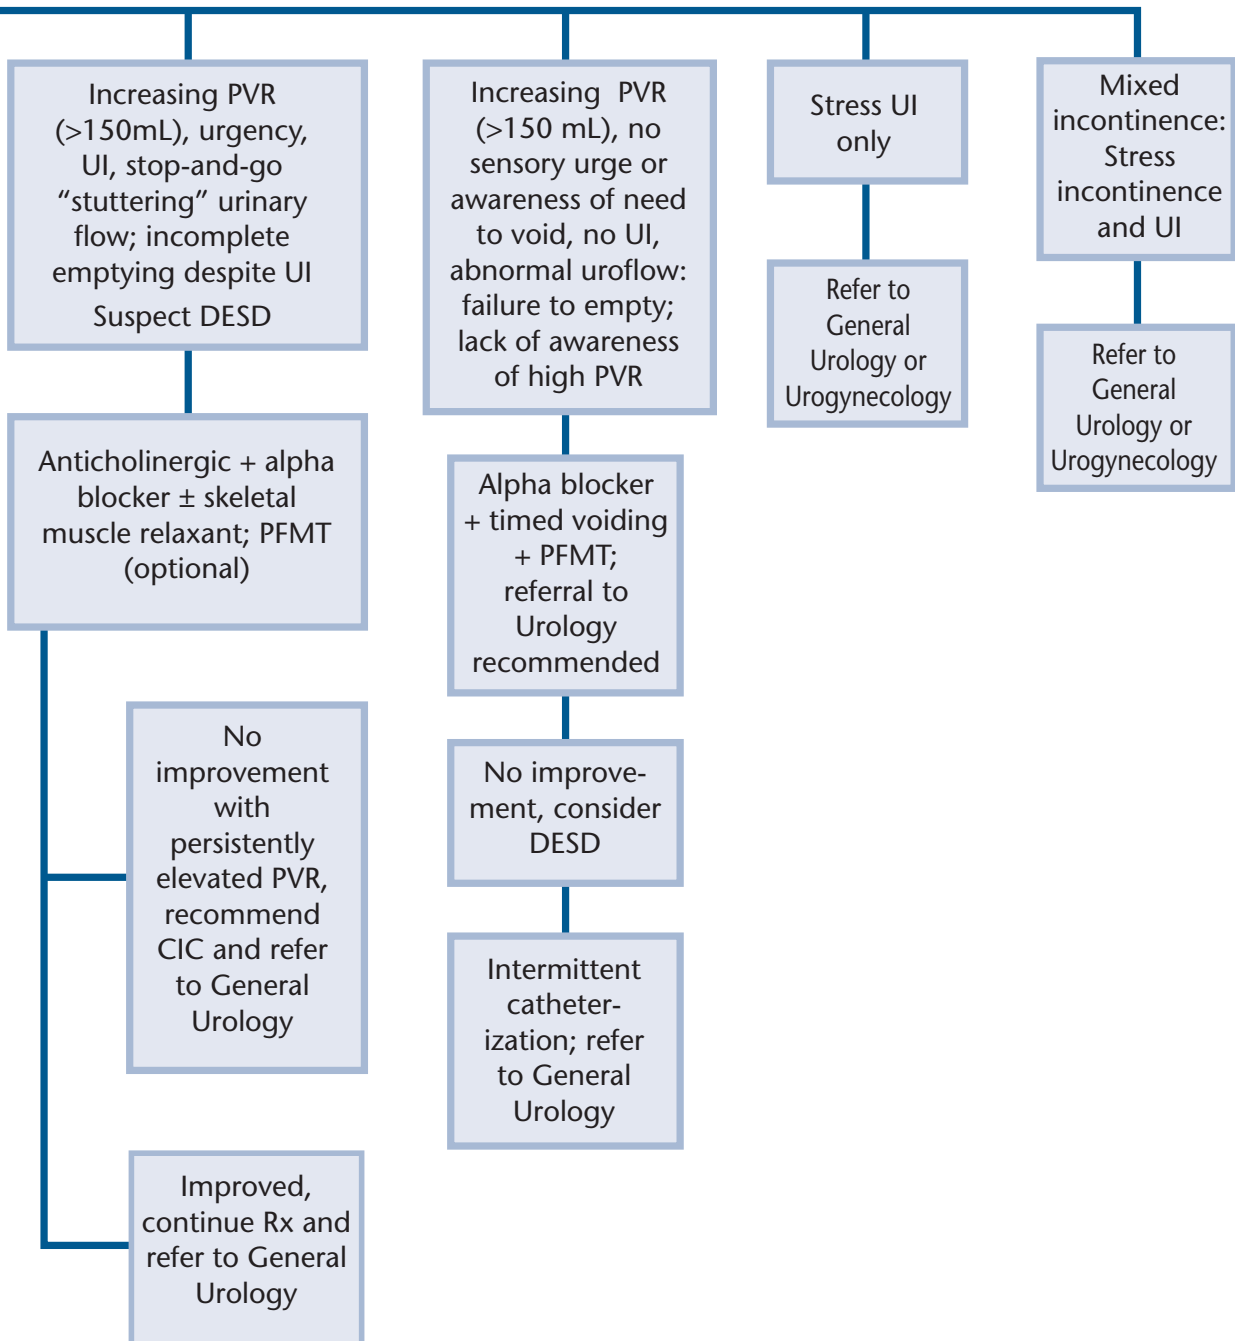 Increasing PVR
(>150mL), urgency,
UI, stop-and-go
“stuttering” urinary
flow; incomplete
emptying despite UI
Suspect DESD
Anticholinergic + alpha
blocker ± skeletal
muscle relaxant; PFMT
(optional)
No
improvement
with
persistently
elevated PVR,
recommend
CIC and refer
to General
Urology
Improved,
continue Rx and
refer to General
Urology
Increasing PVR
(>150 mL), no
sensory urge or
awareness of need
to void, no UI,
abnormal uroflow:
failure to empty;
lack of awareness
of high PVR
Alpha blocker
+ timed voiding
+ PFMT;
referral to
Urology
recommended
No improve-
ment, consider
DESD
Intermittent
catheter-
ization; refer
to General
Urology
Stress UI
only
Refer to
General
Urology or
Urogynecology
Mixed
incontinence:
Stress
incontinence
and UI
Refer to
General
Urology or
Urogynecology